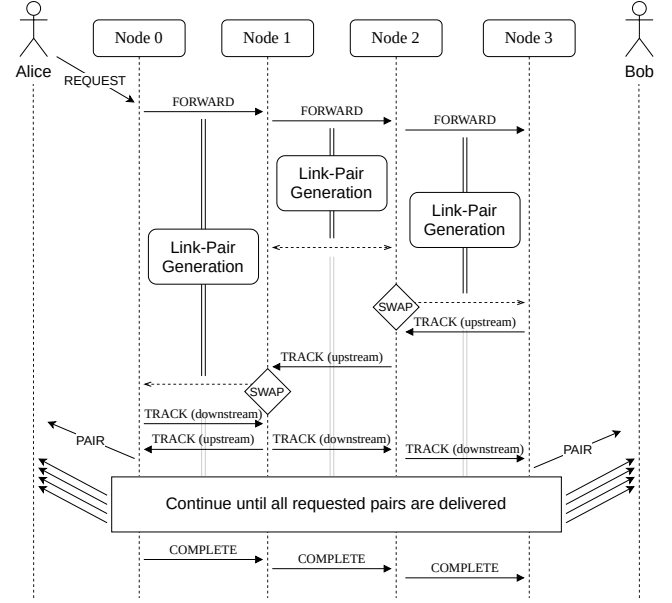 Node 0
Node 1
Node 2
Node 3
Alice
Bob
REQUEST
FORWARD
FORWARD
FORWARD
Link-Pair
Generation
Link-Pair
Generation
Link-Pair
Generation
SWAP
TRACK (upstream)
TRACK (upstream)
SWAP
TRACK (downstream)
PAIR
TRACK (upstream)
TRACK (downstream)
TRACK (downstream)
PAIR
Continue until all requested pairs are delivered
COMPLETE
COMPLETE
COMPLETE